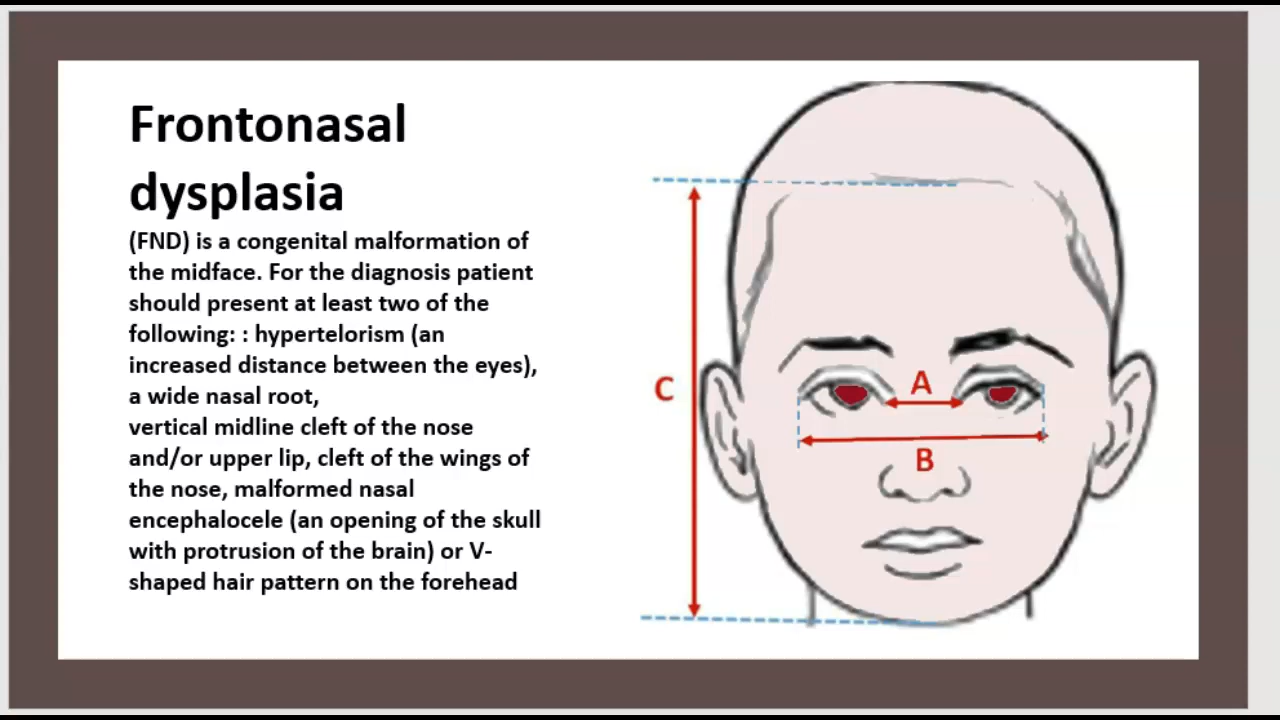 Frontonasal
dysplasia
(FND) is a congenital malformation of
the midface. For the diagnosis patient
should present at least two of the
following: : hypertelorism (an
increased distance between the eyes),
a wide nasal root,
vertical midline cleft of the nose
and/or upper lip, cleft of the wings of
the nose, malformed nasal
encephalocele (an opening of the skull
with protrusion of the brain) or V-
shaped hair pattern on the forehead
C
A
B